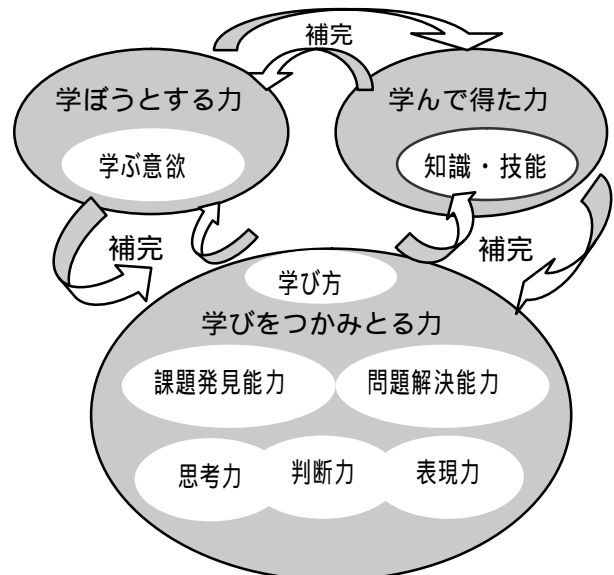 補完
学ぼうとする力
学んで得た力
学ぶ意欲
知識・技能
補完
補完
学び方
学びをつかみとる力
課題発見能力
問題解決能力
思考力
判断力
表現力